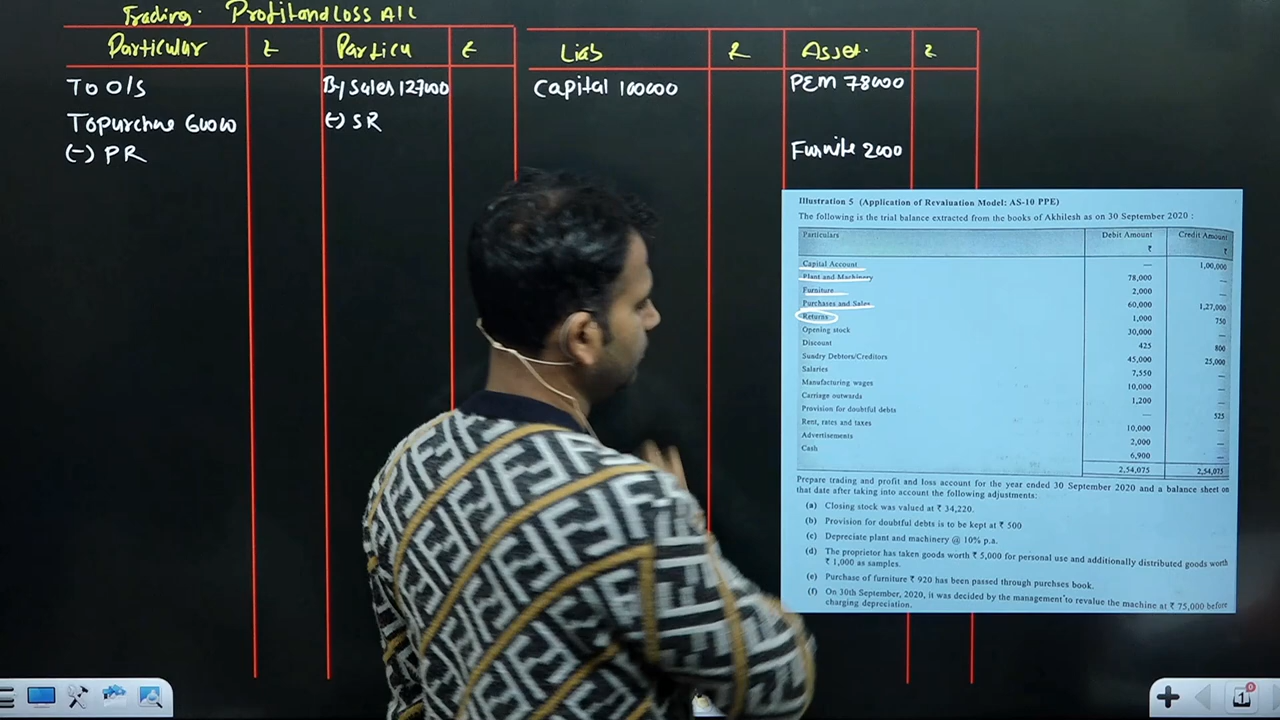 Trading. Profit and Loss A/c
Particular ₹ Particu ₹
To O/S By Sales 127000
To purchase 60000 (-) SR
(-) PR
Liab ₹ Asset. ₹
Capital 100000 P&M 78000
Furnite 2000
Illustration 5 (Application of Revaluation Model: AS-10 PPE)
The following is the trial balance extracted from the books of Akhilesh as on 30 September 2020 :
Particulars Debit Amount Credit Amount
₹ ₹
Capital Account — 1,00,000
Plant and Machinery 78,000 —
Furniture 2,000 —
Purchases and Sales 60,000 1,27,000
Returns 1,000 750
Opening stock 30,000 —
Discount 425 800
Sundry Debtors/Creditors 45,000 25,000
Salaries 7,550 —
Manufacturing wages 10,000 —
Carriage outwards 1,200 —
Provision for doubtful debts — 525
Rent, rates and taxes 10,000 —
Advertisements 2,000 —
Cash 6,900 —
2,54,075 2,54,075
Prepare trading and profit and loss account for the year ended 30 September 2020 and a balance sheet on
that date after taking into account the following adjustments:
(a) Closing stock was valued at ₹ 34,220.
(b) Provision for doubtful debts is to be kept at ₹ 500
(c) Depreciate plant and machinery @ 10% p.a.
(d) The proprietor has taken goods worth ₹ 5,000 for personal use and additionally distributed goods worth
₹ 1,000 as samples.
(e) Purchase of furniture ₹ 920 has been passed through purchses book.
(f) On 30th September, 2020, it was decided by the management to revalue the machine at ₹ 75,000 before
charging depreciation.
1